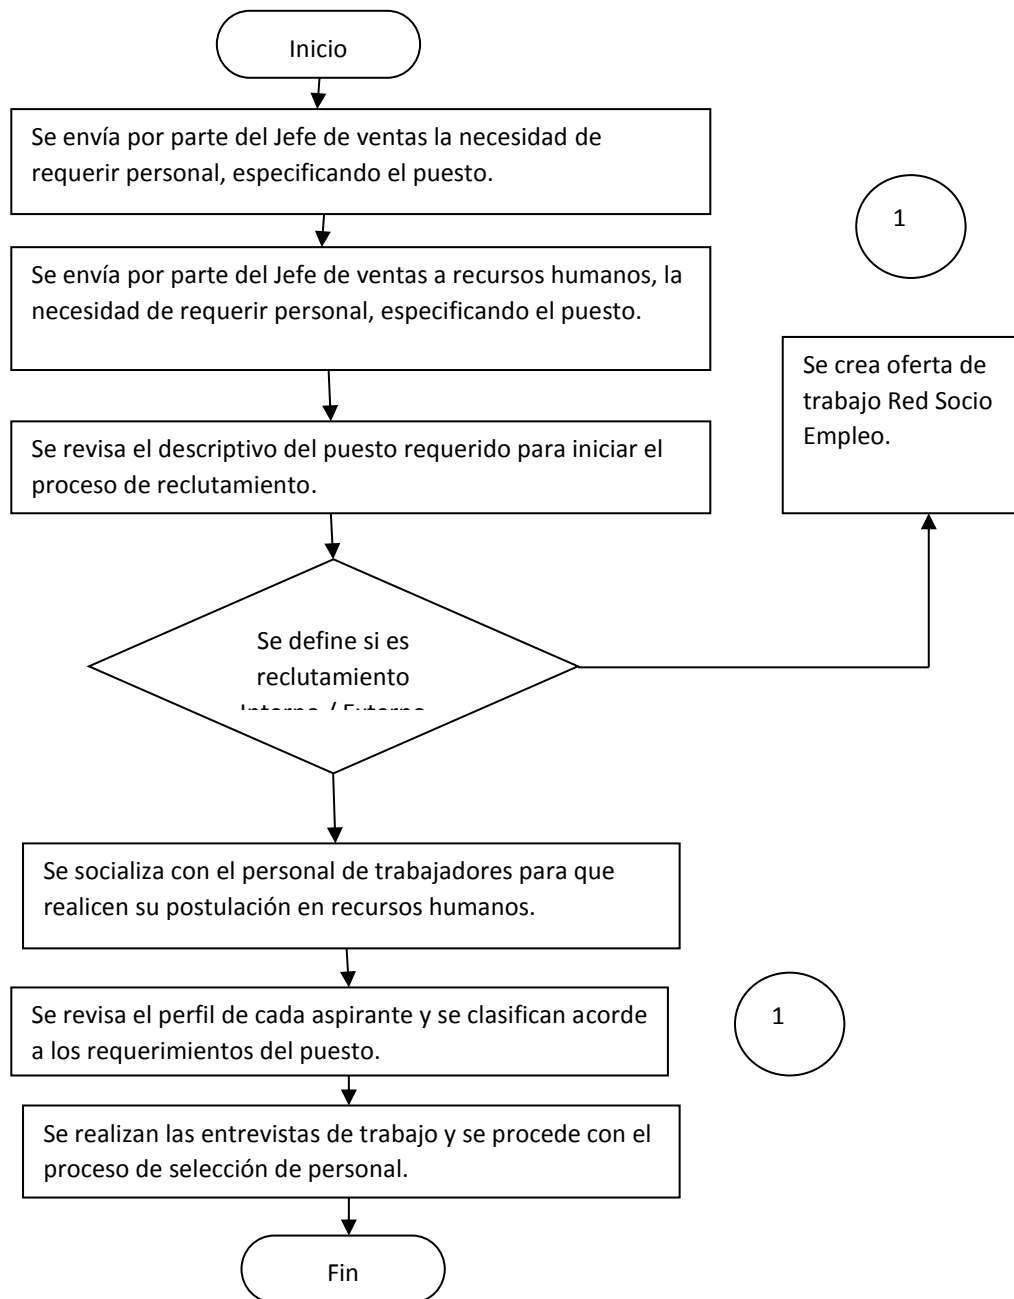 Inicio
Se envía por parte del Jefe de ventas la necesidad de
requerir personal, especificando el puesto.
1
Se envía por parte del Jefe de ventas a recursos humanos, la
necesidad de requerir personal, especificando el puesto.
Se crea oferta de
trabajo Red Socio
Empleo.
Se revisa el descriptivo del puesto requerido para iniciar el
proceso de reclutamiento.
Se define si es
reclutamiento
Interno / Externo
Se socializa con el personal de trabajadores para que
realicen su postulación en recursos humanos.
Se revisa el perfil de cada aspirante y se clasifican acorde
a los requerimientos del puesto.
1
Se realizan las entrevistas de trabajo y se procede con el
proceso de selección de personal.
Fin